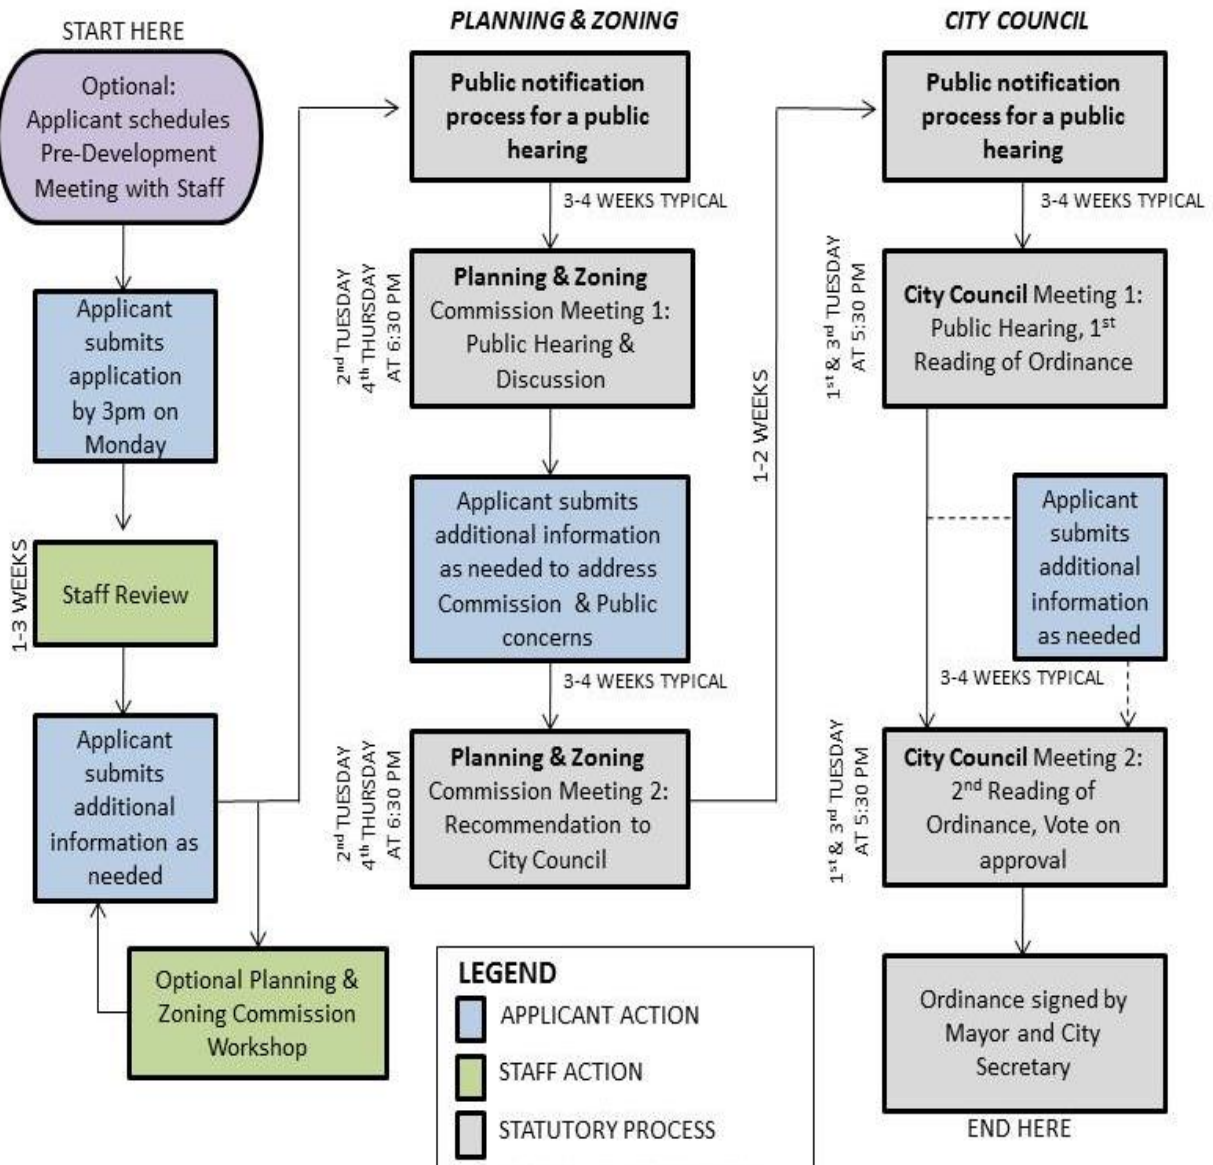 START HERE
Optional:
Applicant schedules
Pre-Development
Meeting with Staff
Applicant
submits
application
by 3pm on
Monday
1-3 WEEKS
Staff Review
Applicant
submits
additional
information as
needed
Optional Planning &
Zoning Commission
Workshop
PLANNING & ZONING
Public notification
process for a public
hearing
3-4 WEEKS TYPICAL
2nd TUESDAY
4th THURSDAY
AT 6:30 PM
Planning & Zoning
Commission Meeting 1:
Public Hearing &
Discussion
Applicant submits
additional information
as needed to address
Commission & Public
concerns
3-4 WEEKS TYPICAL
2nd TUESDAY
4th THURSDAY
AT 6:30 PM
Planning & Zoning
Commission Meeting 2:
Recommendation to
City Council
1-2 WEEKS
CITY COUNCIL
Public notification
process for a public
hearing
3-4 WEEKS TYPICAL
1st & 3rd TUESDAY
AT 5:30 PM
City Council Meeting 1:
Public Hearing, 1st
Reading of Ordinance
Applicant
submits
additional
information
as needed
3-4 WEEKS TYPICAL
1st & 3rd TUESDAY
AT 5:30 PM
City Council Meeting 2:
2nd Reading of
Ordinance, Vote on
approval
Ordinance signed by
Mayor and City
Secretary
END HERE
LEGEND
APPLICANT ACTION
STAFF ACTION
STATUTORY PROCESS